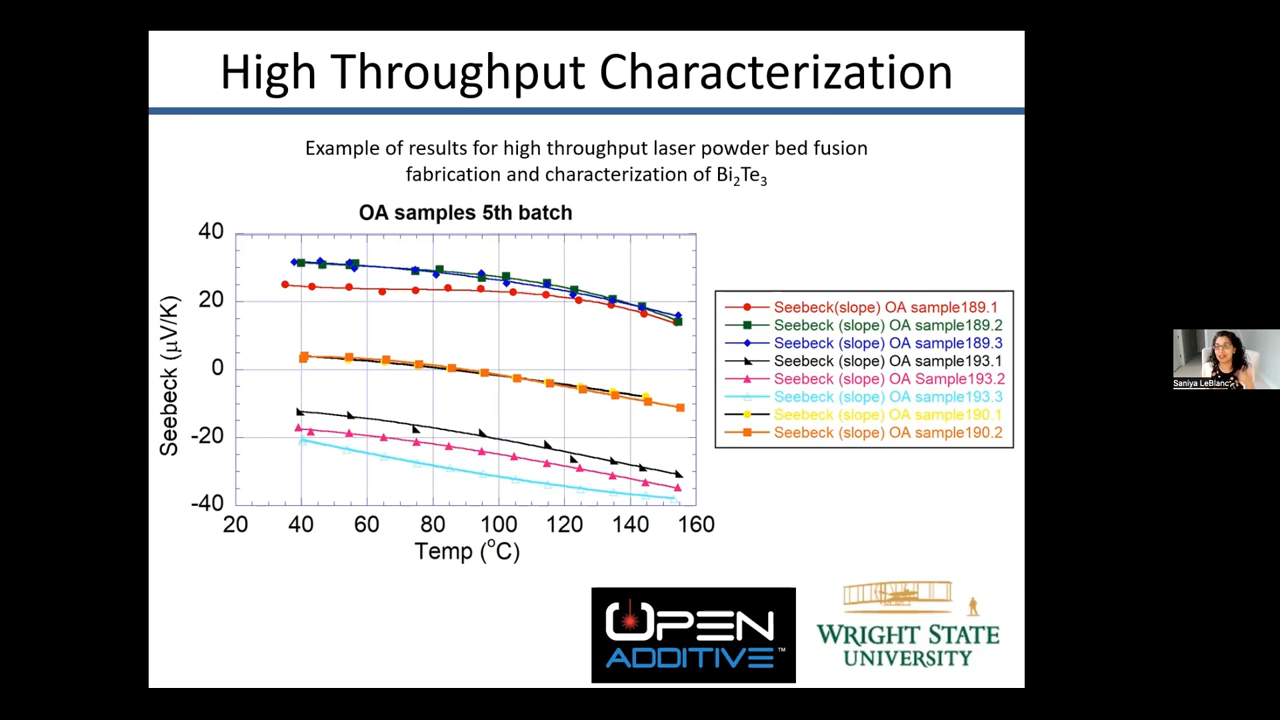 High Throughput Characterization
Example of results for high throughput laser powder bed fusion
fabrication and characterization of Bi₂Te₃
OA samples 5th batch
40
20
0
-20
-40
Seebeck (μV/K)
20 40 60 80 100 120 140 160
Temp (°C)
Seebeck(slope) OA sample189.1
Seebeck (slope) OA sample189.2
Seebeck (slope) OA sample189.3
Seebeck (slope) OA sample193.1
Seebeck (slope) OA Sample193.2
Seebeck (slope) OA sample193.3
Seebeck (slope) OA sample190.1
Seebeck (slope) OA sample190.2
Saniya LeBlanc
OPEN
ADDITIVE™
WRIGHT STATE
UNIVERSITY